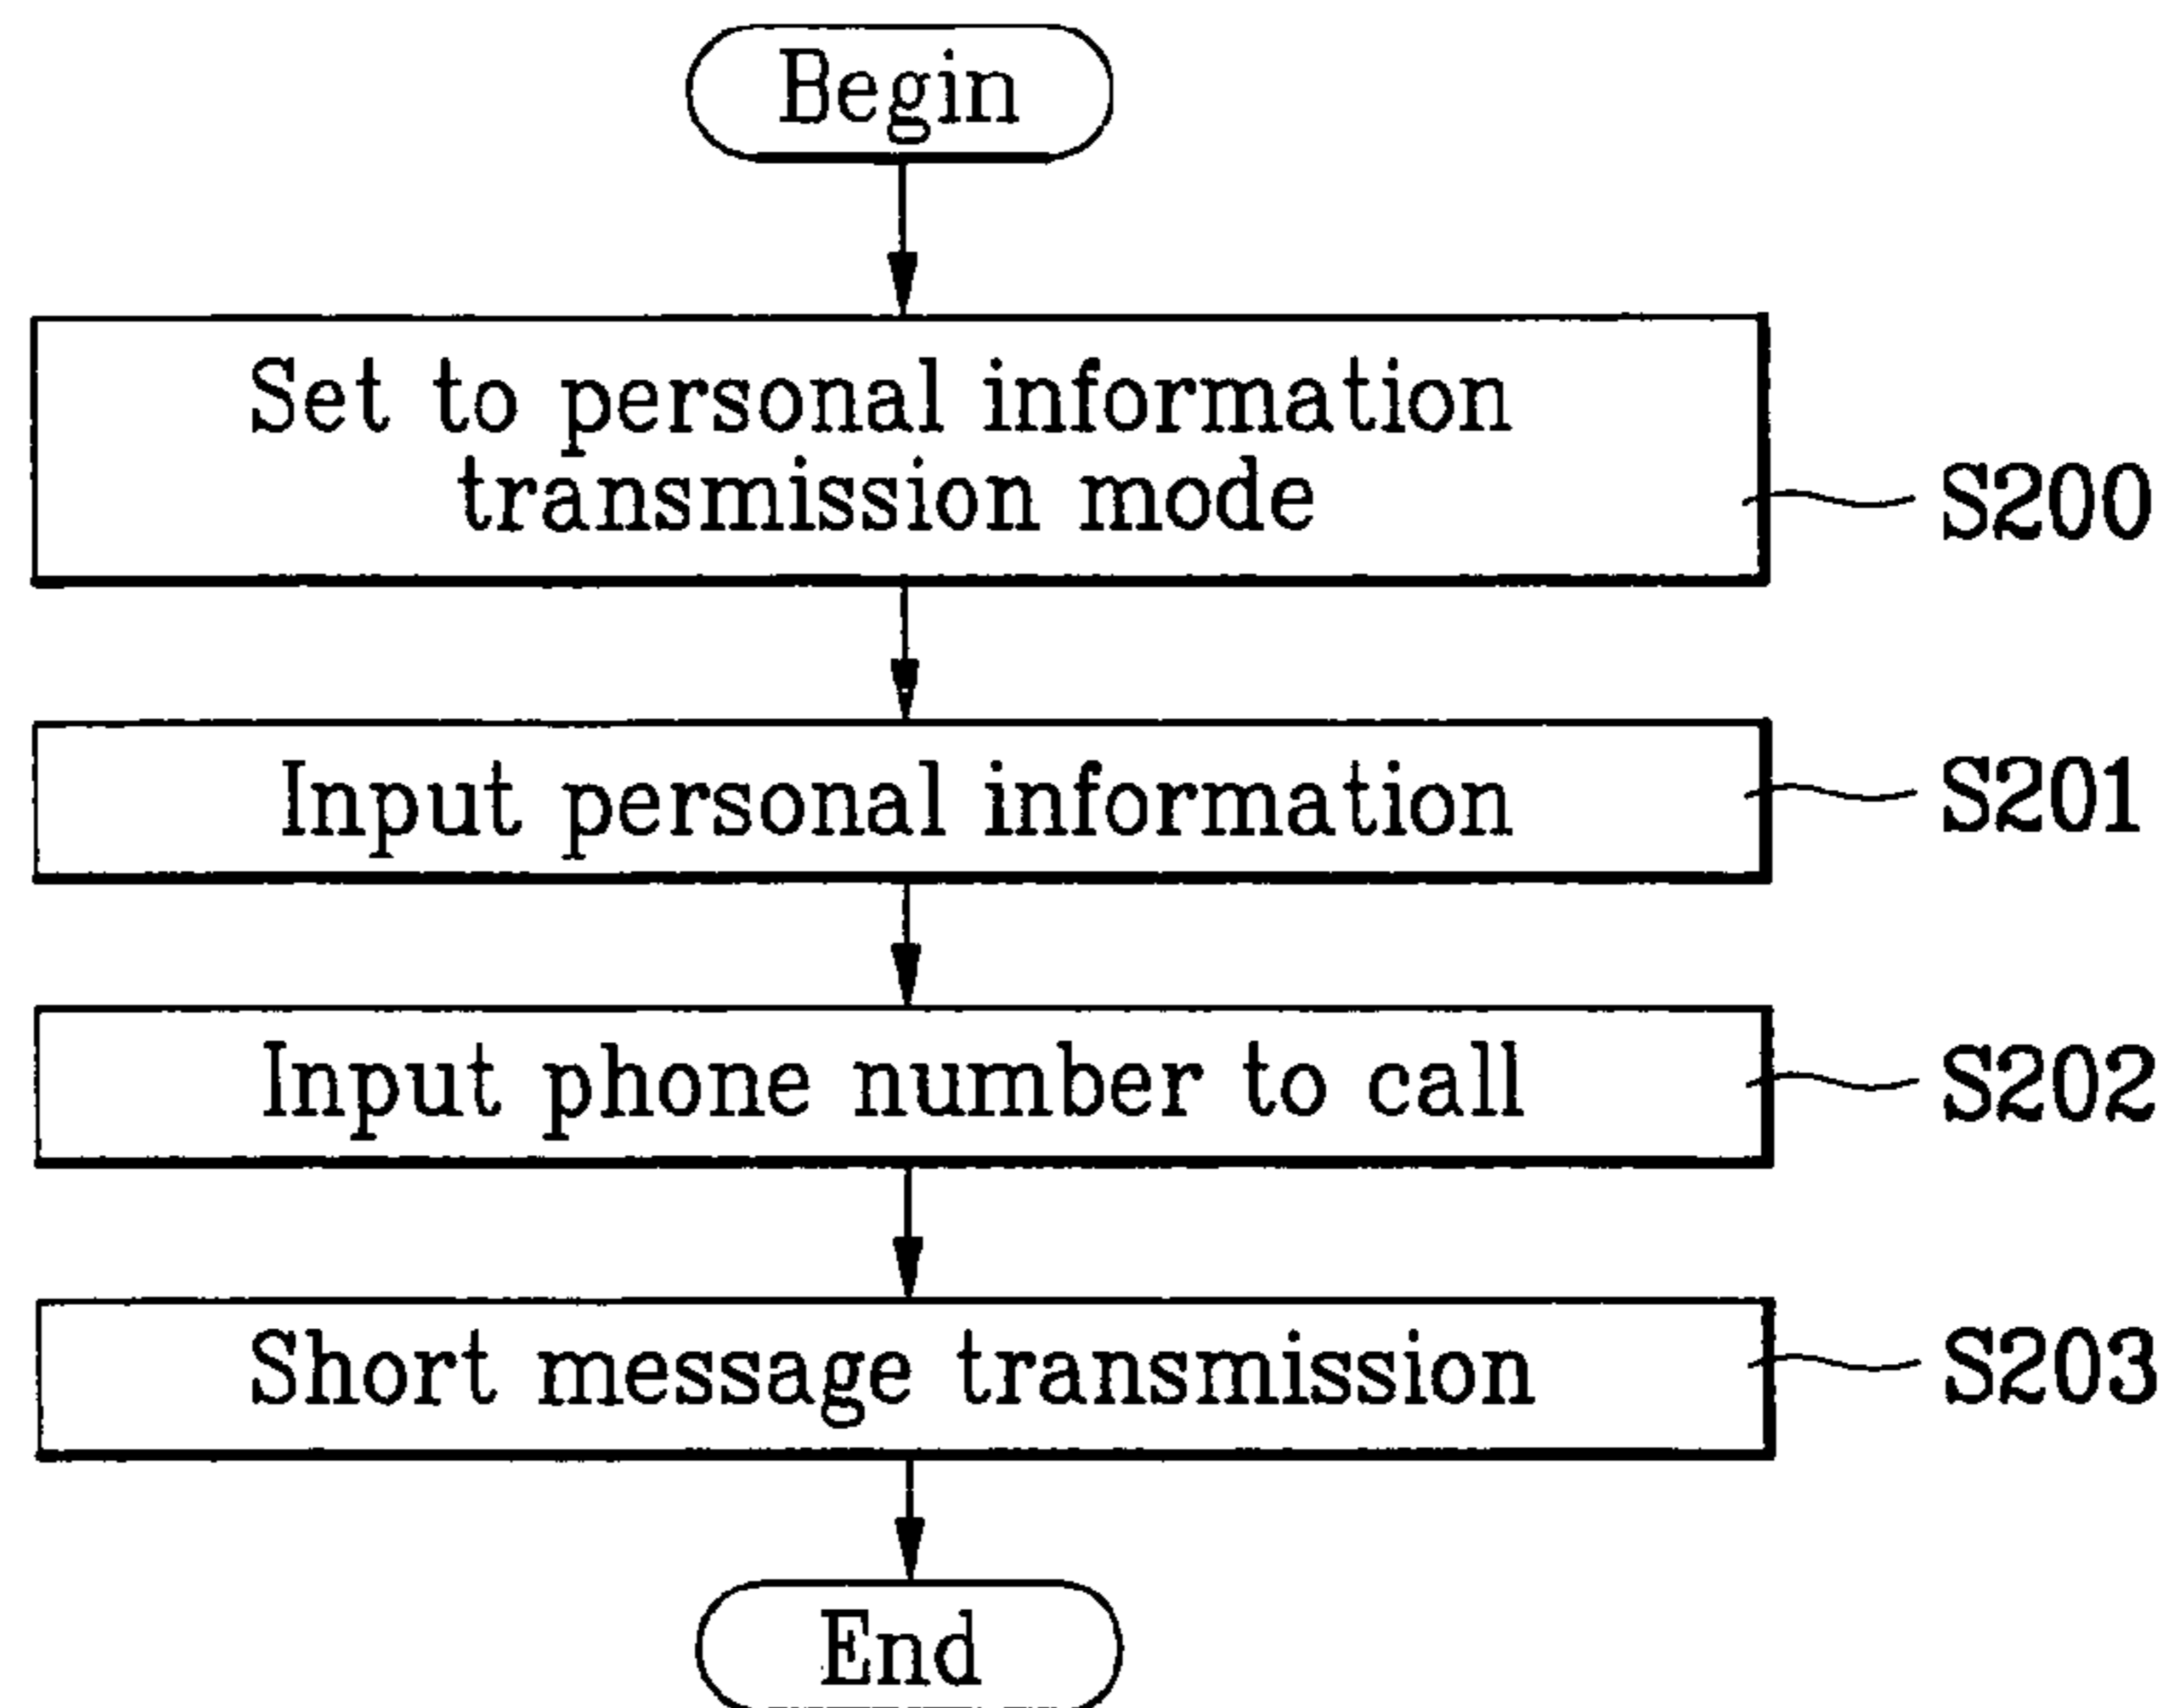 Begin
Set to personal information
transmission mode
S200
Input personal information
S201
Input phone number to call
S202
Short message transmission
S203
End